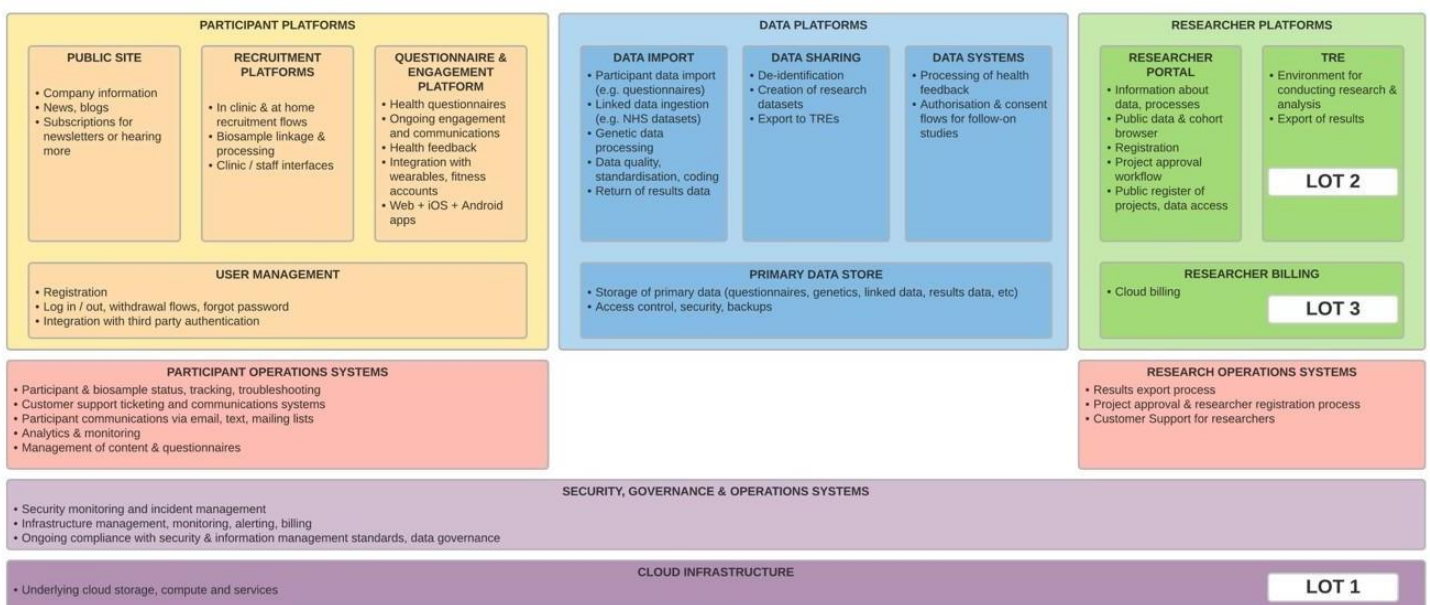 PARTICIPANT PLATFORMS
PUBLIC SITE
• Company information
• News, blogs
• Subscriptions for
newsletters or hearing
more
RECRUITMENT
PLATFORMS
• In clinic & at home
recruitment flows
• Biosample linkage &
processing
• Clinic / staff interfaces
QUESTIONNAIRE &
ENGAGEMENT
PLATFORM
• Health questionnaires
• Ongoing engagement
and communications
• Health feedback
• Integration with
wearables, fitness
accounts
• Web + iOS + Android
apps
USER MANAGEMENT
• Registration
• Log in / out, withdrawal flows, forgot password
• Integration with third party authentication
DATA PLATFORMS
DATA IMPORT
• Participant data import
(e.g. questionnaires)
• Linked data ingestion
(e.g. NHS datasets)
• Genetic data
processing
• Data quality,
standardisation, coding
• Return of results data
DATA SHARING
• De-identification
• Creation of research
datasets
• Export to TREs
DATA SYSTEMS
• Processing of health
feedback
• Authorisation & consent
flows for follow-on
studies
PRIMARY DATA STORE
• Storage of primary data (questionnaires, genetics, linked data, results data, etc)
• Access control, security, backups
RESEARCHER PLATFORMS
RESEARCHER
PORTAL
• Information about
data, processes
• Public data & cohort
browser
• Registration
• Project approval
workflow
• Public register of
projects, data access
TRE
• Environment for
conducting research &
analysis
• Export of results
LOT 2
RESEARCHER BILLING
• Cloud billing
LOT 3
PARTICIPANT OPERATIONS SYSTEMS
• Participant & biosample status, tracking, troubleshooting
• Customer support ticketing and communications systems
• Participant communications via email, text, mailing lists
• Analytics & monitoring
• Management of content & questionnaires
RESEARCH OPERATIONS SYSTEMS
• Results export process
• Project approval & researcher registration process
• Customer Support for researchers
SECURITY, GOVERNANCE & OPERATIONS SYSTEMS
• Security monitoring and incident management
• Infrastructure management, monitoring, alerting, billing
• Ongoing compliance with security & information management standards, data governance
CLOUD INFRASTRUCTURE
• Underlying cloud storage, compute and services
LOT 1